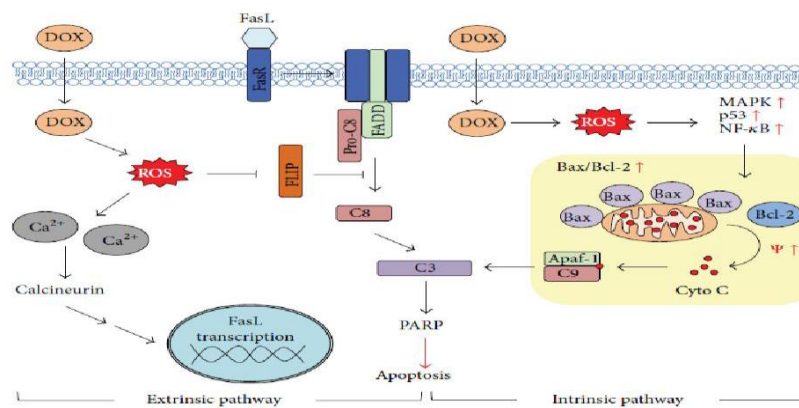 FasL
DOX
DOX
FasR
DOX
FADD
Pro-C8
DOX
ROS
MAPK ↑
p53 ↑
NF-κB ↑
ROS
FLIP
Bax/Bcl-2 ↑
Bax
Bax
Bax
Bax
Bcl-2
Ca2+
Ca2+
C8
Ψ ↑
Calcineurin
C3
Apaf-1
C9
Cyto C
FasL
transcription
PARP
Apoptosis
Extrinsic pathway
Intrinsic pathway